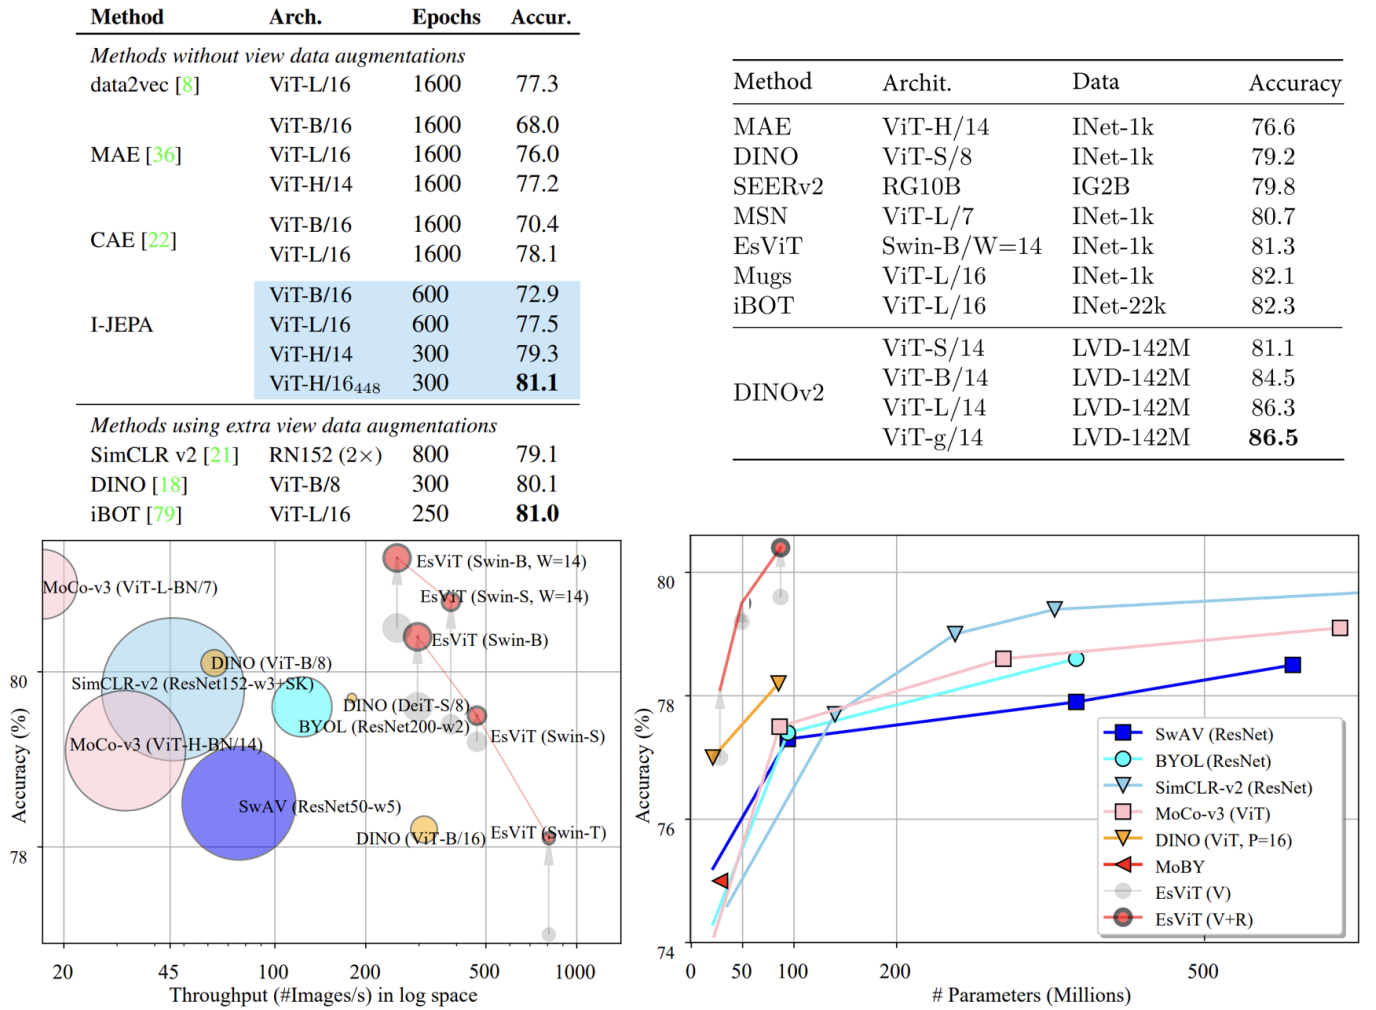 Method Arch. Epochs Accur.
Methods without view data augmentations
data2vec [8] ViT-L/16 1600 77.3
ViT-B/16 1600 68.0
MAE [36] ViT-L/16 1600 76.0
ViT-H/14 1600 77.2
ViT-B/16 1600 70.4
CAE [22]
ViT-L/16 1600 78.1
ViT-B/16 600 72.9
I-JEPA ViT-L/16 600 77.5
ViT-H/14 300 79.3
ViT-H/16448 300 81.1
Methods using extra view data augmentations
SimCLR v2 [21] RN152 (2×) 800 79.1
DINO [18] ViT-B/8 300 80.1
iBOT [79] ViT-L/16 250 81.0
Method Archit. Data Accuracy
MAE ViT-H/14 INet-1k 76.6
DINO ViT-S/8 INet-1k 79.2
SEERv2 RG10B IG2B 79.8
MSN ViT-L/7 INet-1k 80.7
EsViT Swin-B/W=14 INet-1k 81.3
Mugs ViT-L/16 INet-1k 82.1
iBOT ViT-L/16 INet-22k 82.3
ViT-S/14 LVD-142M 81.1
ViT-B/14 LVD-142M 84.5
DINOv2
ViT-L/14 LVD-142M 86.3
ViT-g/14 LVD-142M 86.5
EsViT (Swin-B, W=14)
MoCo-v3 (ViT-L-BN/7)
EsViT (Swin-S, W=14)
EsViT (Swin-B)
DINO (ViT-B/8)
SimCLR-v2 (ResNet152-w3+SK)
DINO (DeiT-S/8)
BYOL (ResNet200-w2)
EsViT (Swin-S)
MoCo-v3 (ViT-H-BN/14)
SwAV (ResNet50-w5)
EsViT (Swin-T)
DINO (ViT-B/16)
80
78
Accuracy (%)
20 45 100 200 500 1000
Throughput (#Images/s) in log space
80
78
76
74
Accuracy (%)
SwAV (ResNet)
BYOL (ResNet)
SimCLR-v2 (ResNet)
MoCo-v3 (ViT)
DINO (ViT, P=16)
MoBY
EsViT (V)
EsViT (V+R)
0 50 100 200 500
# Parameters (Millions)